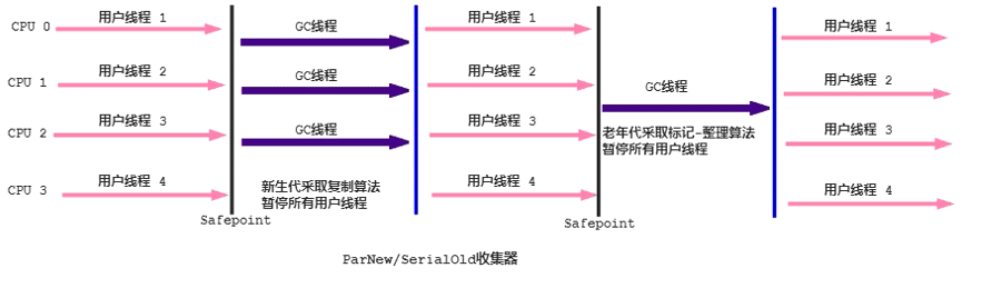 CPU 0
用户线程 1
GC线程
用户线程 1
用户线程 1
CPU 1
用户线程 2
GC线程
用户线程 2
GC线程
用户线程 2
CPU 2
用户线程 3
GC线程
用户线程 3
老年代采取标记-整理算法
暂停所有用户线程
用户线程 3
CPU 3
用户线程 4
新生代采取复制算法
暂停所有用户线程
用户线程 4
用户线程 4
Safepoint
Safepoint
ParNew/SerialOld收集器